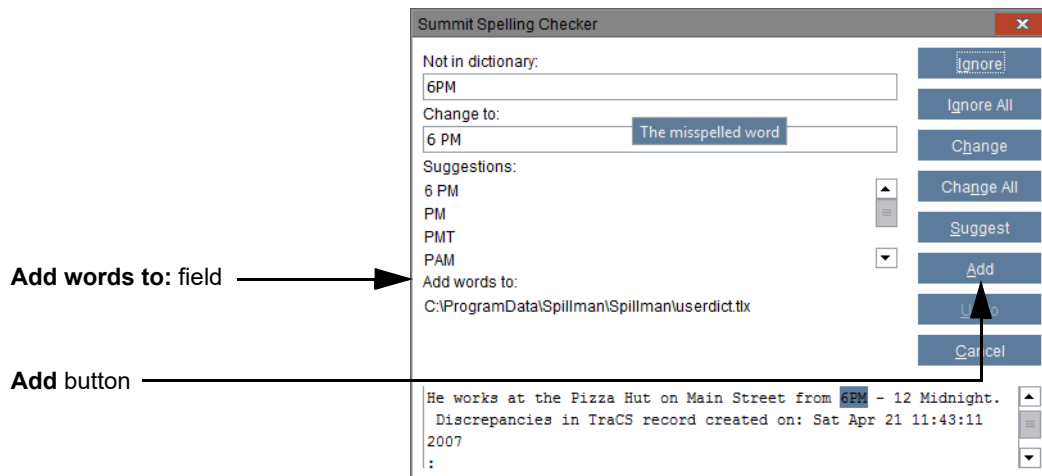 Summit Spelling Checker
Not in dictionary:
6PM
Change to:
6 PM
The misspelled word
Suggestions:
6 PM
PM
PMT
PAM
Add words to:
C:\ProgramData\Spillman\Spillman\userdict.tlx
Ignore
Ignore All
Change
Change All
Suggest
Add
Undo
Cancel
Add words to: field
Add button
He works at the Pizza Hut on Main Street from 6PM - 12 Midnight.
Discrepancies in TraCS record created on: Sat Apr 21 11:43:11
2007
: